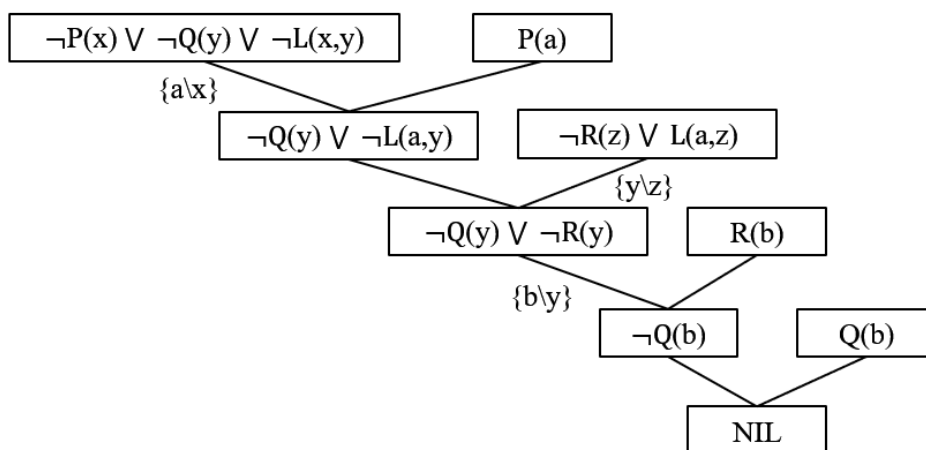 ¬P(x) ∨ ¬Q(y) ∨ ¬L(x,y)
P(a)
{a\x}
¬Q(y) ∨ ¬L(a,y)
¬R(z) ∨ L(a,z)
{y\z}
¬Q(y) ∨ ¬R(y)
R(b)
{b\y}
¬Q(b)
Q(b)
NIL